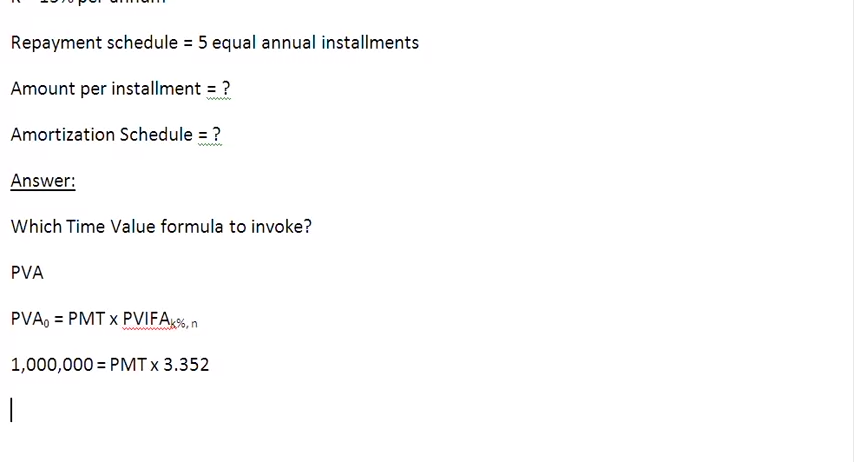 Repayment schedule = 5 equal annual installments
Amount per installment = ?
Amortization Schedule = ?
Answer:
Which Time Value formula to invoke?
PVA
PVA₀ = PMT x PVIFAk%, n
1,000,000 = PMT x 3.352